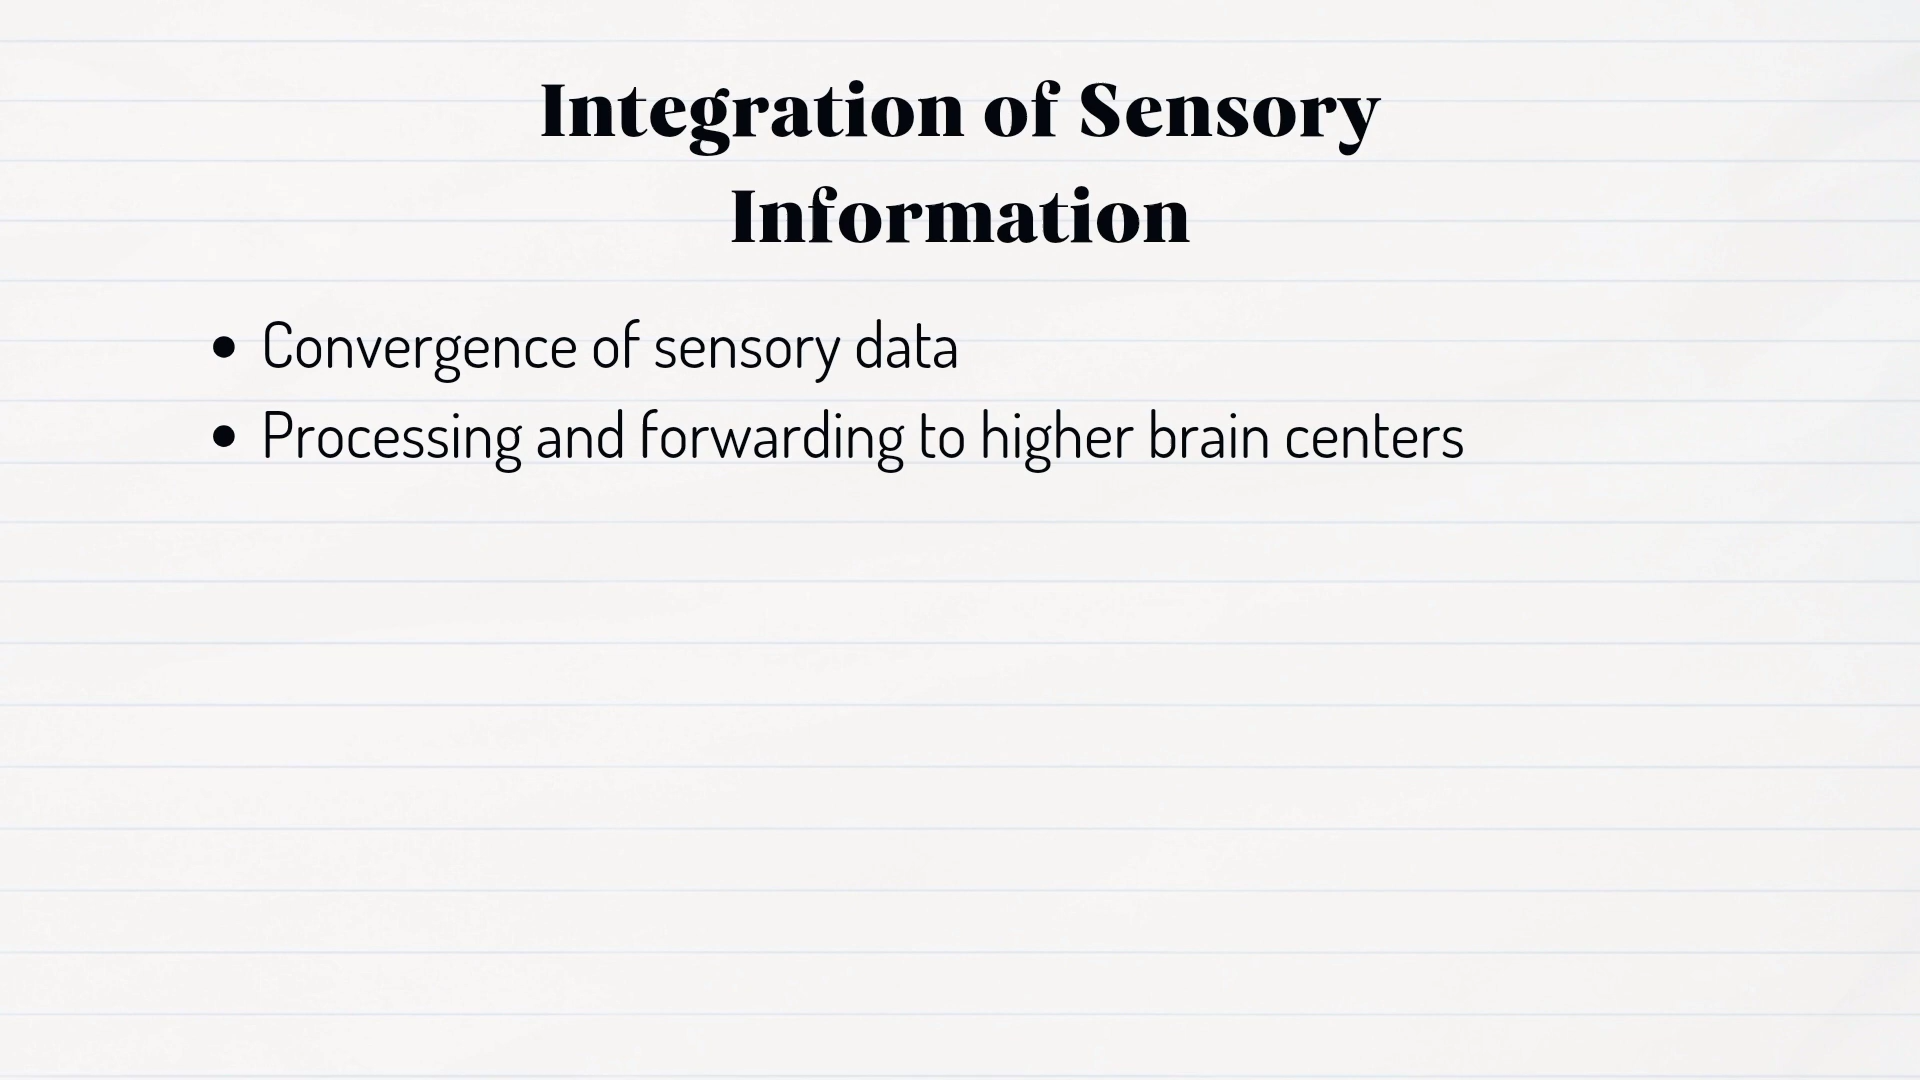 Integration of Sensory
Information
• Convergence of sensory data
• Processing and forwarding to higher brain centers